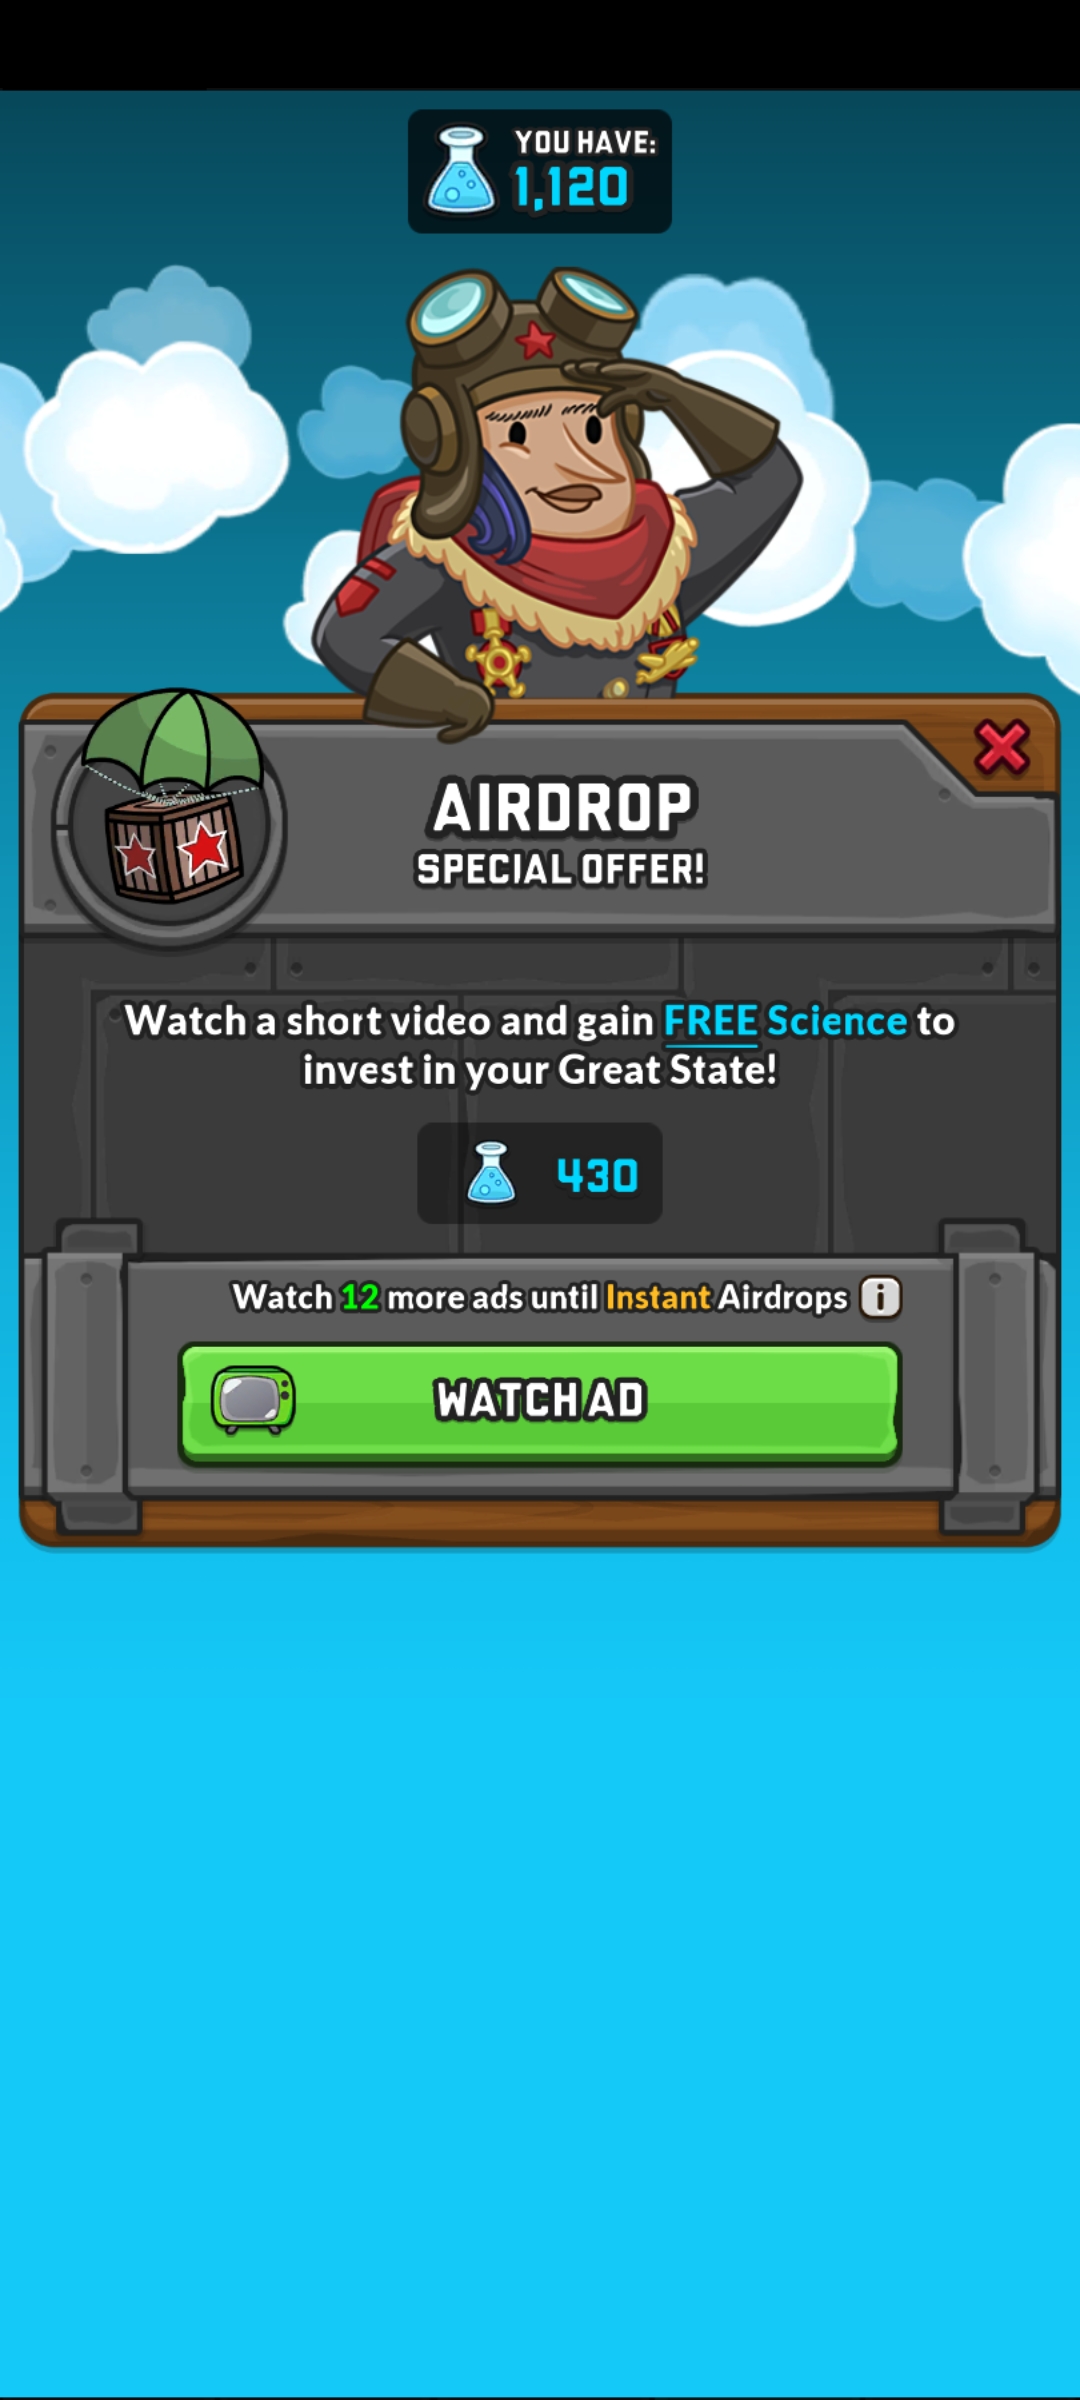 YOU HAVE:
1,120
AIRDROP
SPECIAL OFFER!
Watch a short video and gain FREE Science to
invest in your Great State!
430
Watch 12 more ads until Instant Airdrops i
WATCH AD